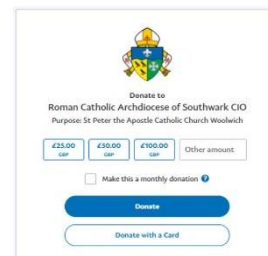 Donate to
Roman Catholic Archdiocese of Southwark CIO
Purpose: St Peter the Apostle Catholic Church Woolwich
£25.00 £50.00 £100.00 Other amount
GBP GBP GBP
Make this a monthly donation ?
Donate
Donate with a Card